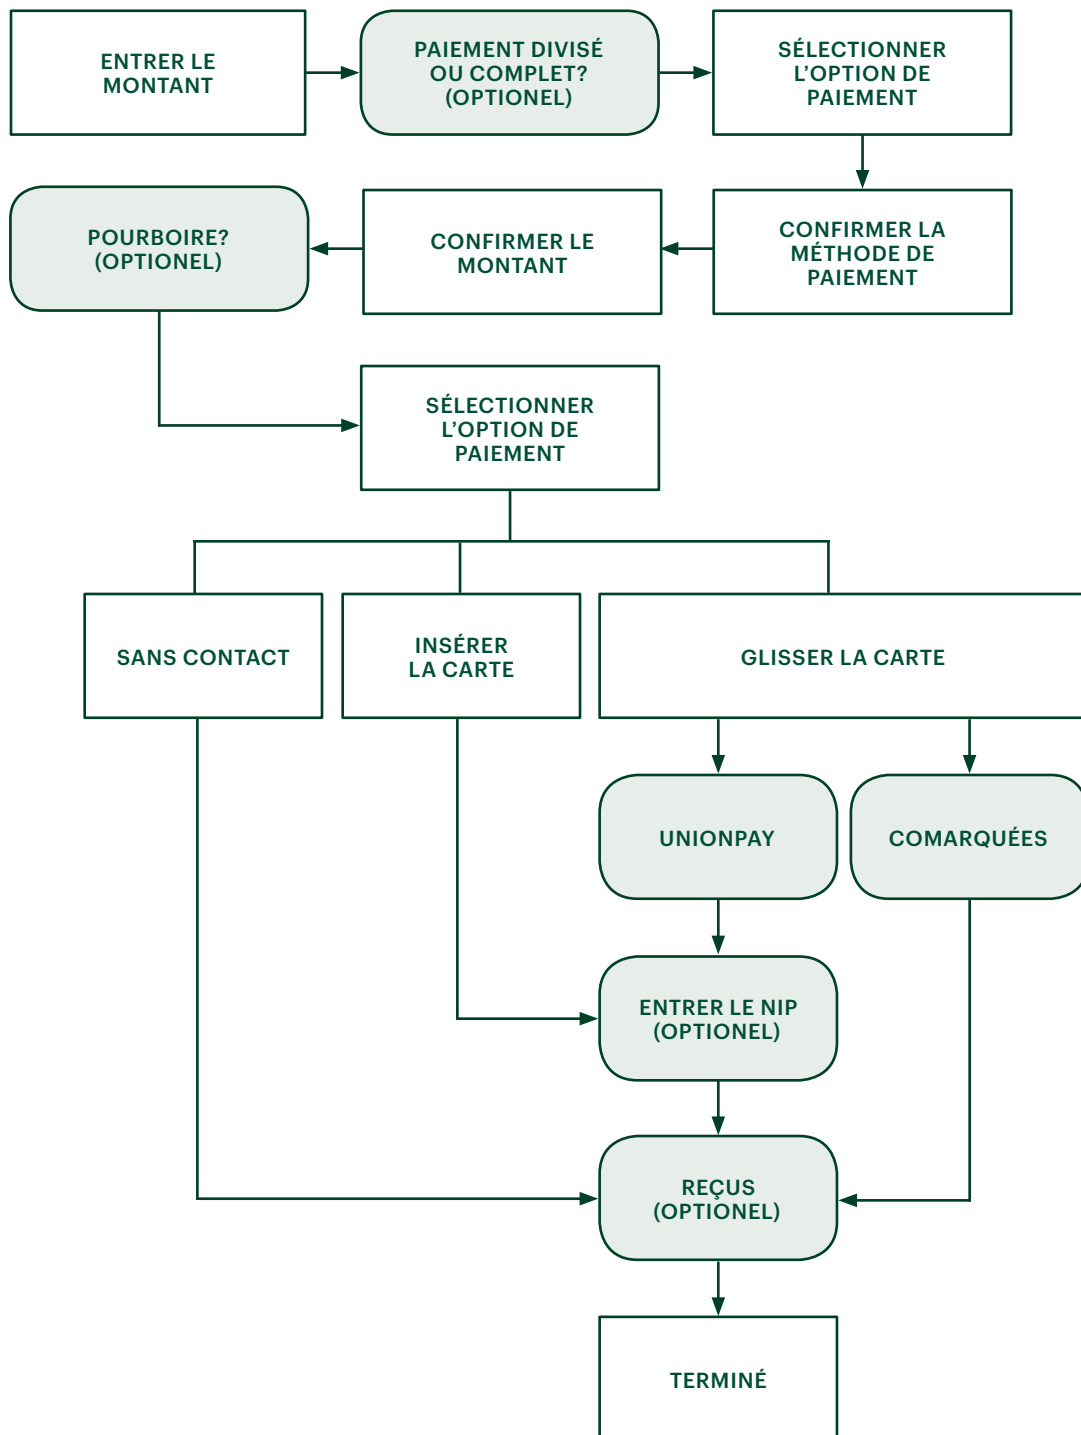 ENTRER LE
MONTANT
PAIEMENT DIVISÉ
OU COMPLET?
(OPTIONEL)
SÉLECTIONNER
L’OPTION DE
PAIEMENT
CONFIRMER LA
MÉTHODE DE
PAIEMENT
CONFIRMER LE
MONTANT
POURBOIRE?
(OPTIONEL)
SÉLECTIONNER
L’OPTION DE
PAIEMENT
SANS CONTACT
INSÉRER
LA CARTE
GLISSER LA CARTE
UNIONPAY
COMARQUÉES
ENTRER LE NIP
(OPTIONEL)
REÇUS
(OPTIONEL)
TERMINÉ